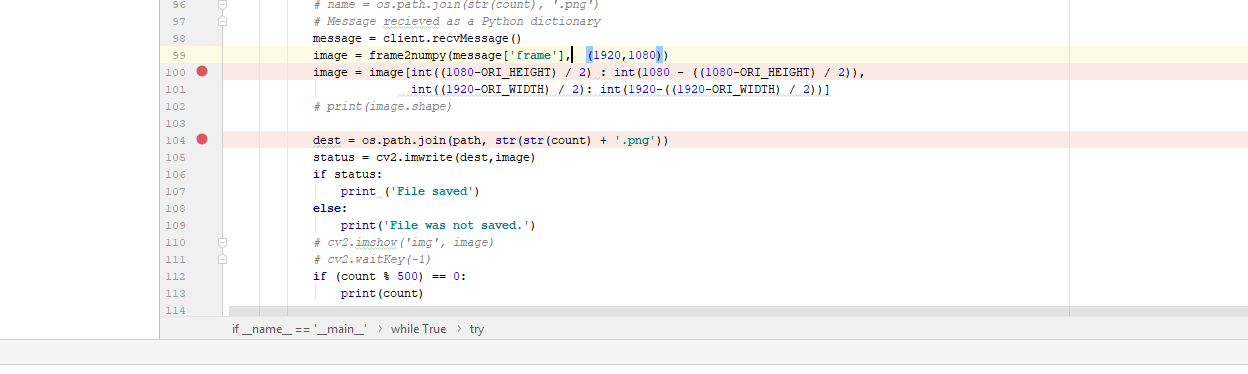 96 # name = os.path.join(str(count), '.png')
97 # Message recieved as a Python dictionary
98 message = client.recvMessage()
99 image = frame2numpy(message['frame'], (1920,1080))
100 image = image[int((1080-ORI_HEIGHT) / 2) : int(1080 - ((1080-ORI_HEIGHT) / 2)),
101 int((1920-ORI_WIDTH) / 2): int(1920-((1920-ORI_WIDTH) / 2))]
102 # print(image.shape)
103
104 dest = os.path.join(path, str(str(count) + '.png'))
105 status = cv2.imwrite(dest,image)
106 if status:
107 print ('File saved')
108 else:
109 print('File was not saved.')
110 # cv2.imshow('img', image)
111 # cv2.waitKey(-1)
112 if (count % 500) == 0:
113 print(count)
114
if __name__ == '__main__' › while True › try